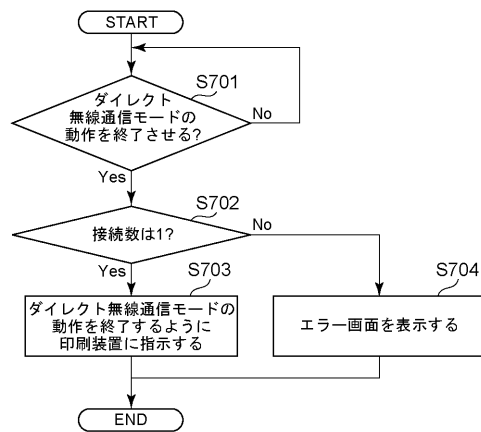 START
S701
ダイレクト
無線通信モードの
動作を終了させる?
No
Yes
S702
接続数は1?
No
Yes
S703
ダイレクト無線通信モードの
動作を終了するように
印刷装置に指示する
S704
エラー画面を表示する
END